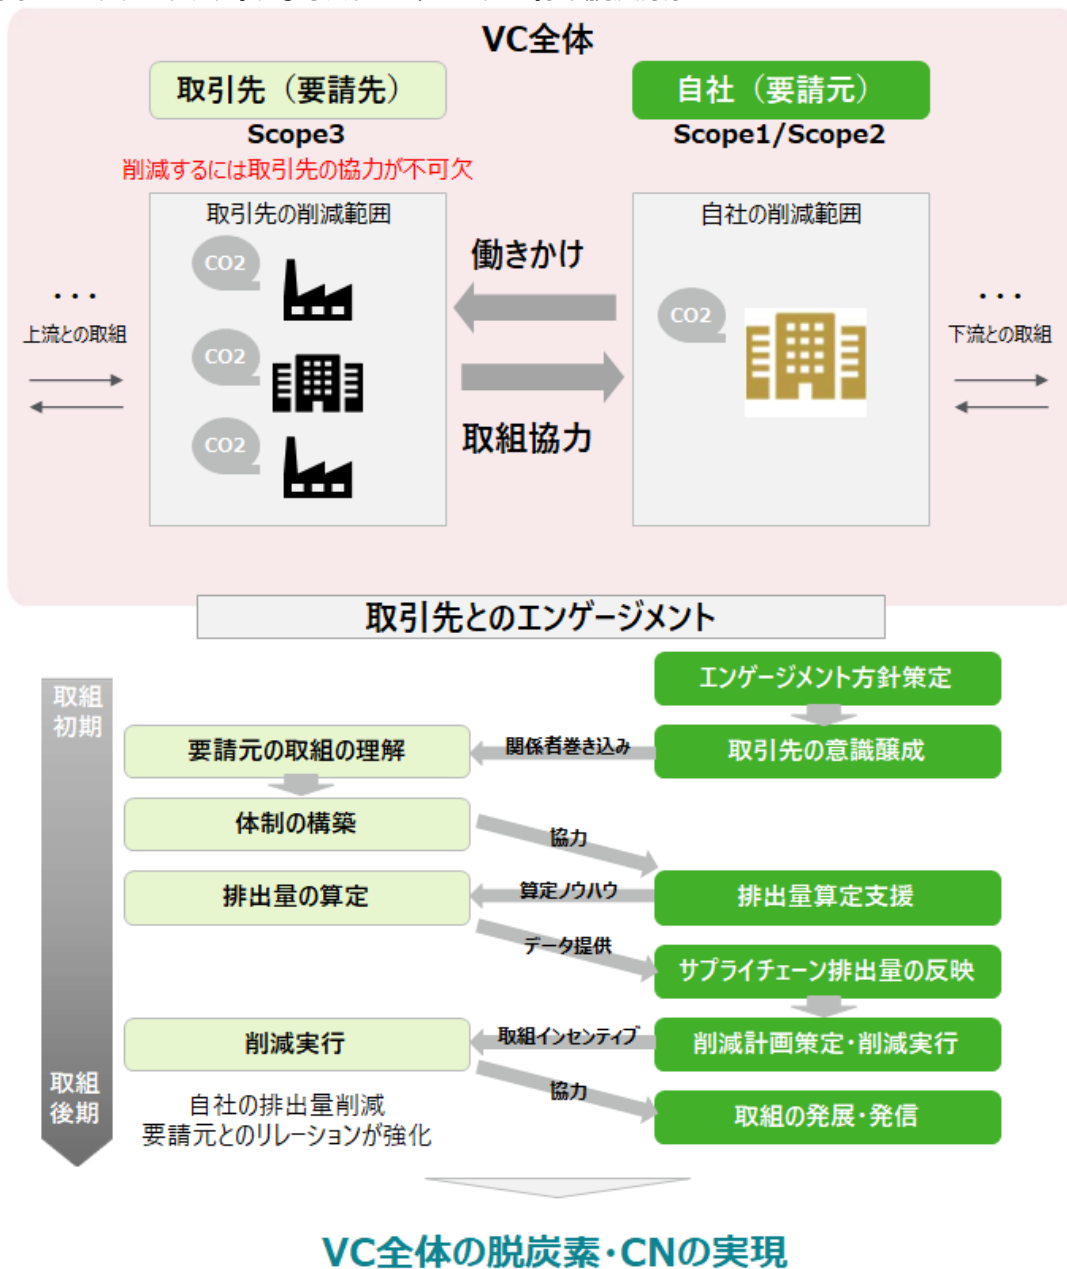 VC全体
取引先（要請先）
自社（要請元）
Scope3
Scope1/Scope2
削減するには取引先の協力が不可欠
取引先の削減範囲
自社の削減範囲
CO2
CO2
CO2
CO2
働きかけ
取組協力
・・・
上流との取組
・・・
下流との取組
取引先とのエンゲージメント
取組
初期
エンゲージメント方針策定
要請元の取組の理解
関係者巻き込み
取引先の意識醸成
体制の構築
協力
排出量の算定
算定ノウハウ
排出量算定支援
データ提供
サプライチェーン排出量の反映
削減実行
取組インセンティブ
削減計画策定・削減実行
取組
後期
協力
自社の排出量削減
要請元とのリレーションが強化
取組の発展・発信
VC全体の脱炭素・CNの実現